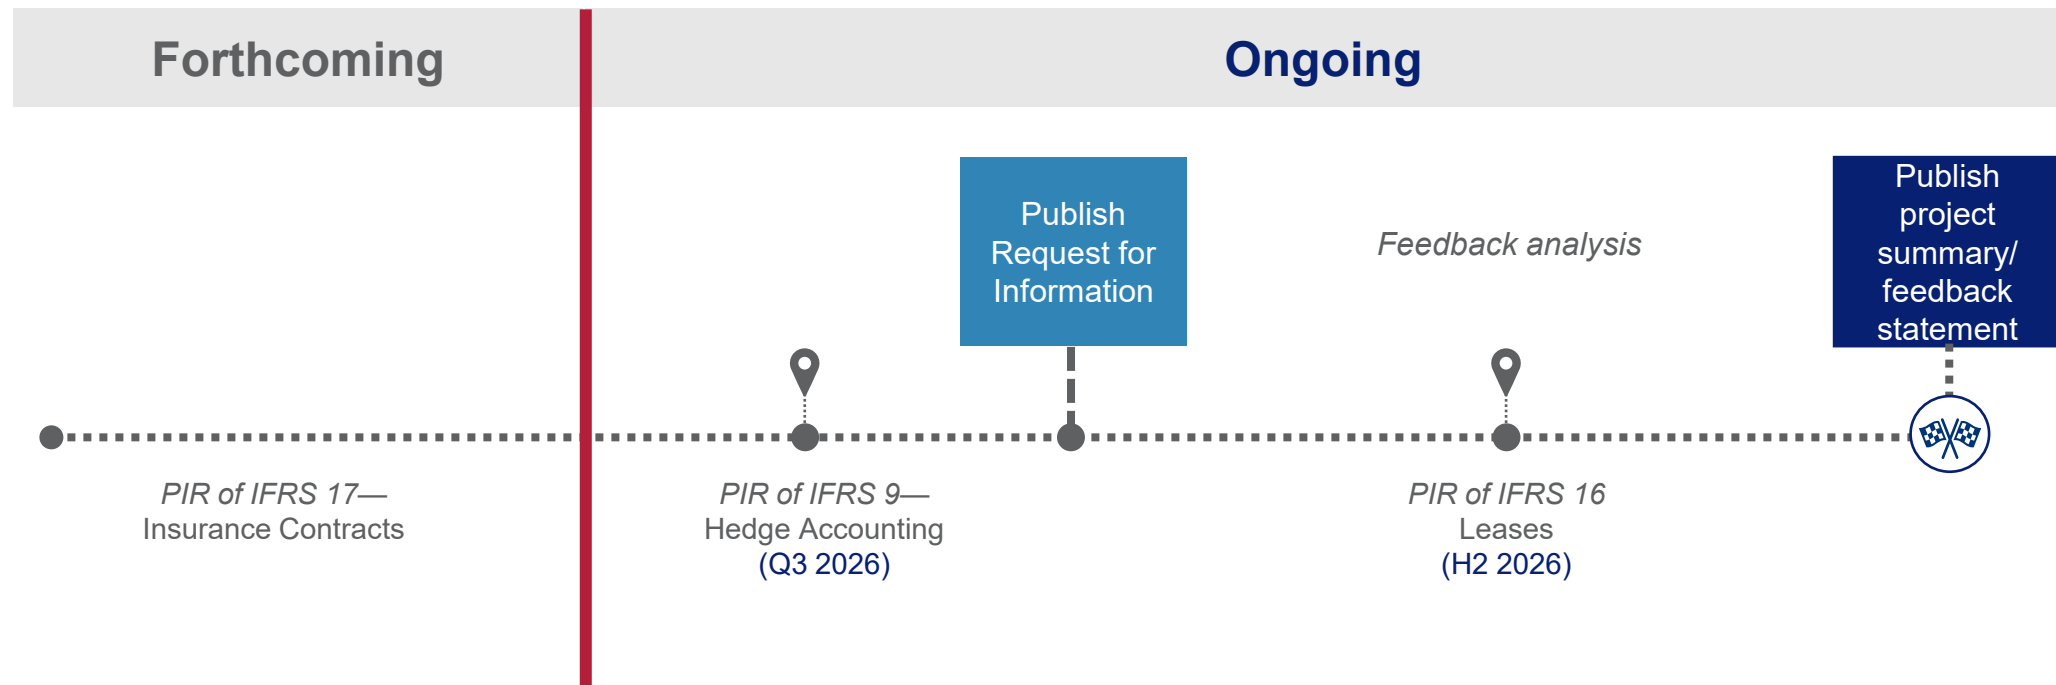 Forthcoming
Ongoing
Publish
Request for
Information
Feedback analysis
Publish
project
summary/
feedback
statement
PIR of IFRS 17—
Insurance Contracts
PIR of IFRS 9—
Hedge Accounting
(Q3 2026)
PIR of IFRS 16
Leases
(H2 2026)